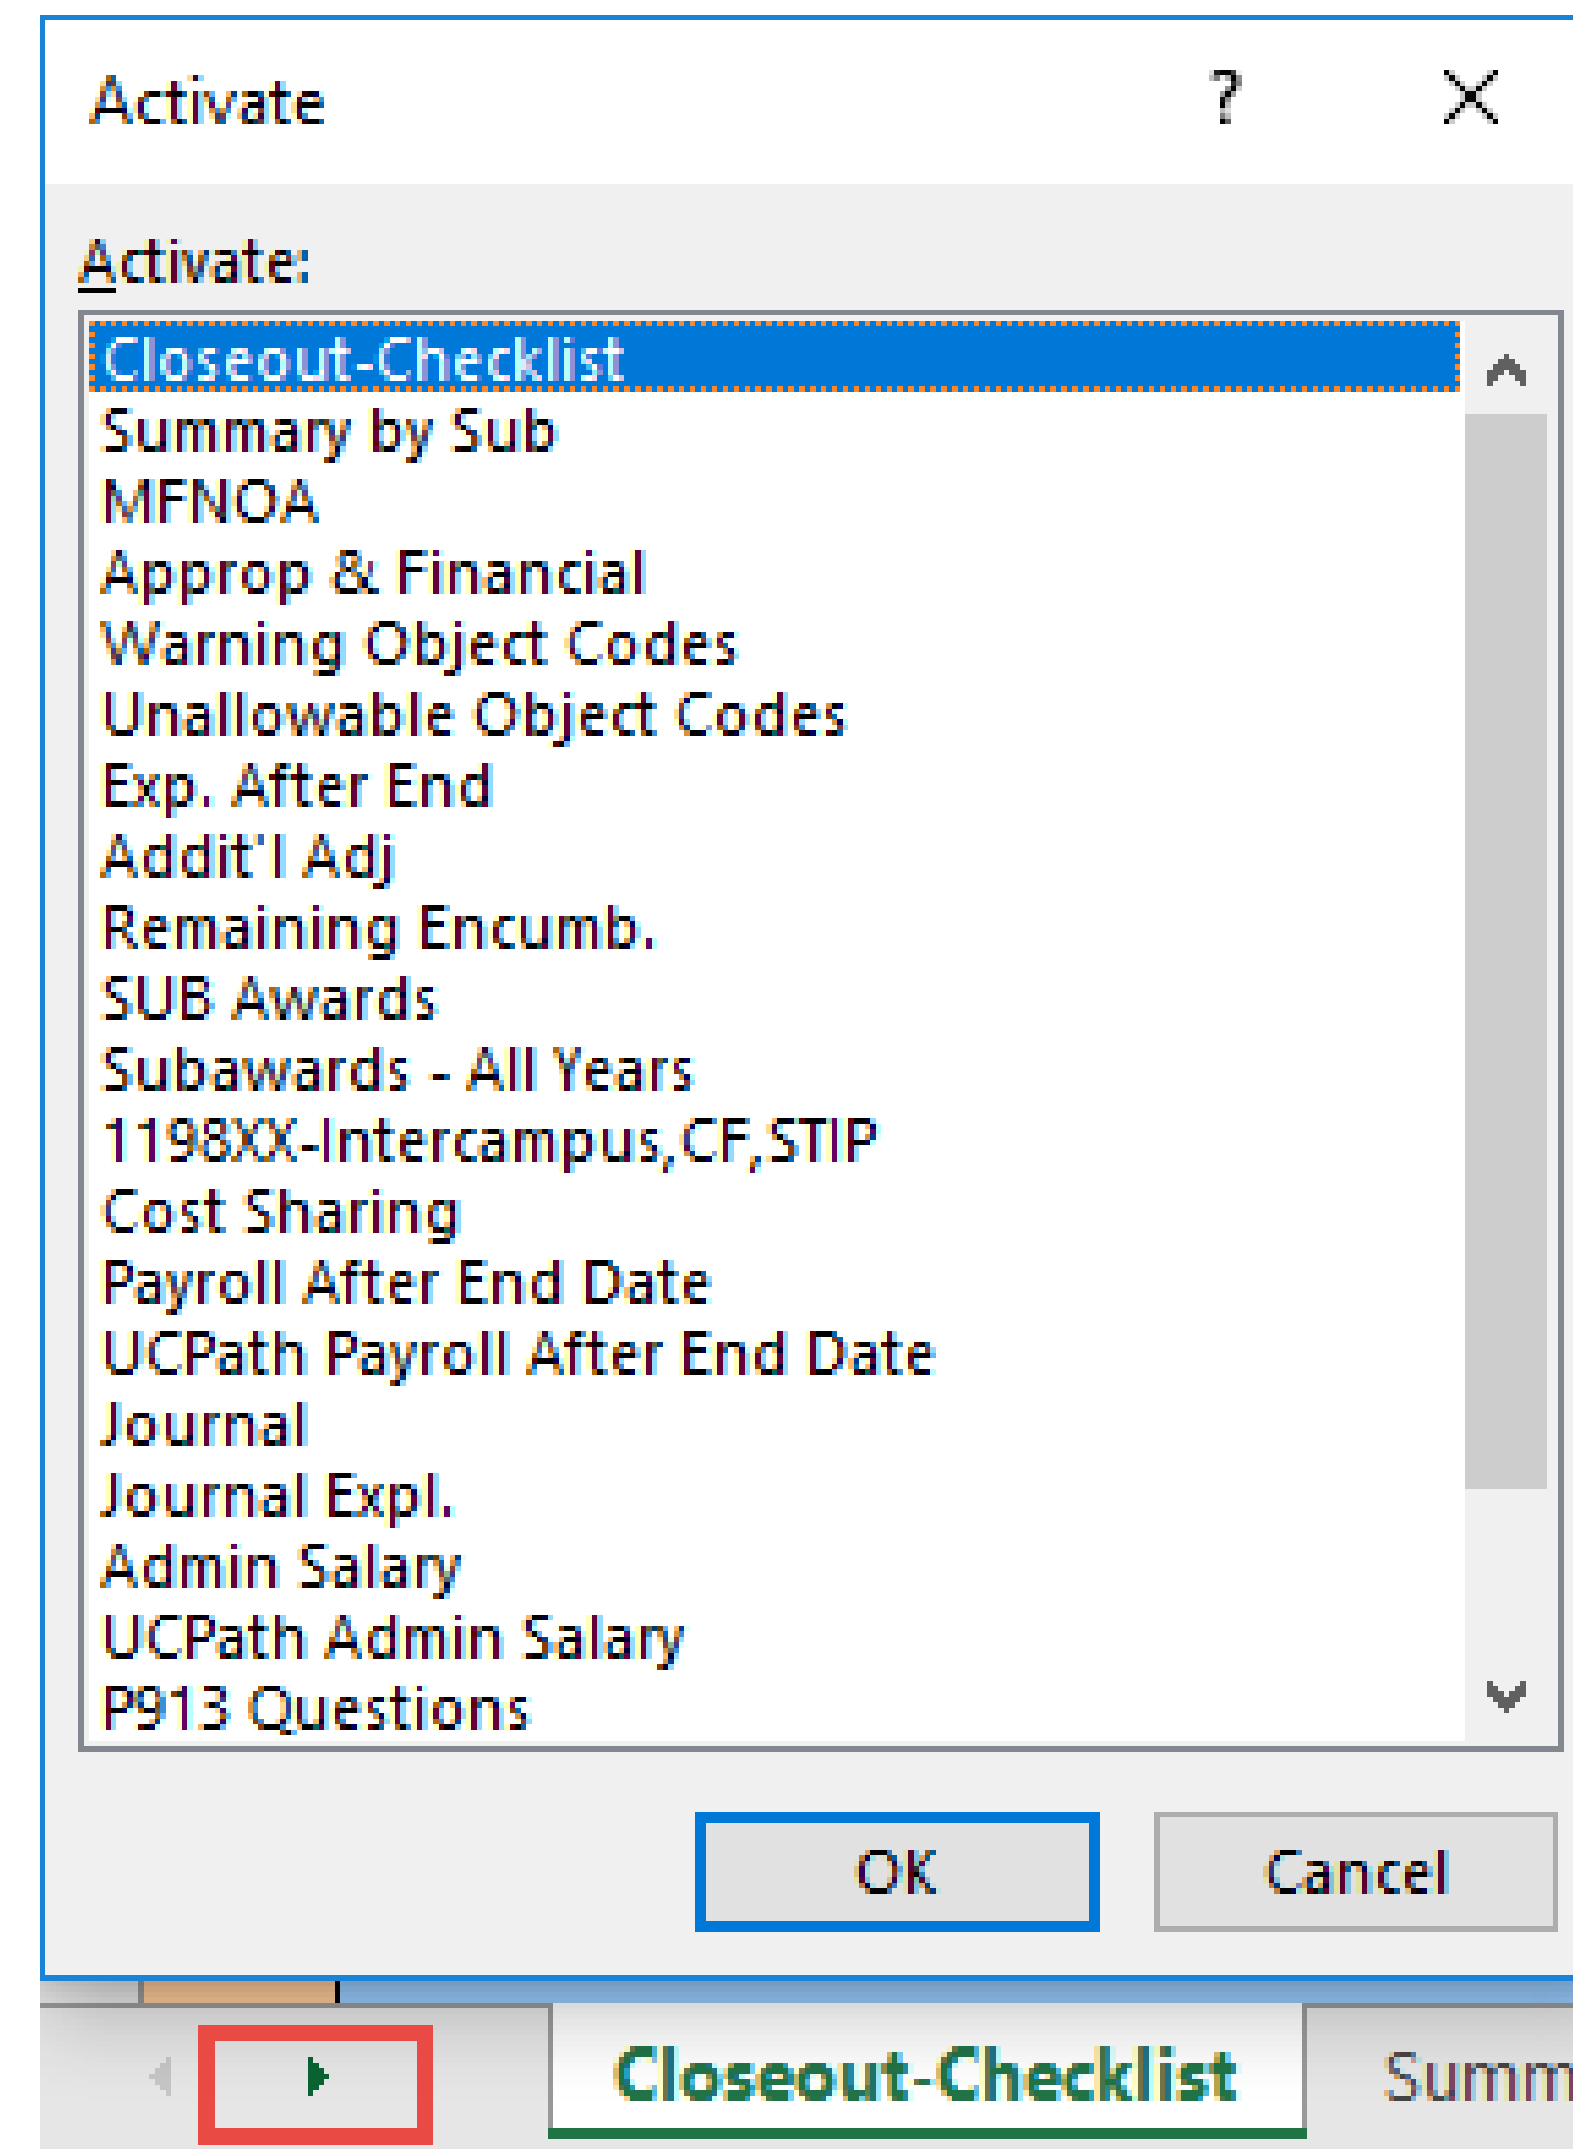 Activate ?
Activate:
Closeout-Checklist
Summary by Sub
MFNOA
Approp & Financial
Warning Object Codes
Unallowable Object Codes
Exp. After End
Addit'l Adj
Remaining Encumb.
SUB Awards
Subawards - All Years
1198XX-Intercampus,CF,STIP
Cost Sharing
Payroll After End Date
UCPath Payroll After End Date
Journal
Journal Expl.
Admin Salary
UCPath Admin Salary
P913 Questions
OK Cancel
Closeout-Checklist Summ